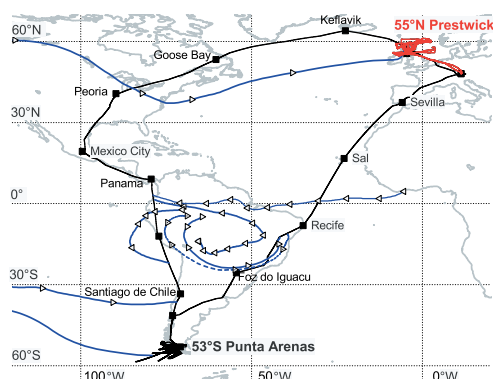 Keflavik
55°N Prestwick
60°N
Goose Bay
Peoria
Sevilla
30°N
Mexico City
Sal
Panama
0°
Recife
30°S
Foz do Iguacu
Santiago de Chile
53°S Punta Arenas
60°S
100°W
50°W
0°W